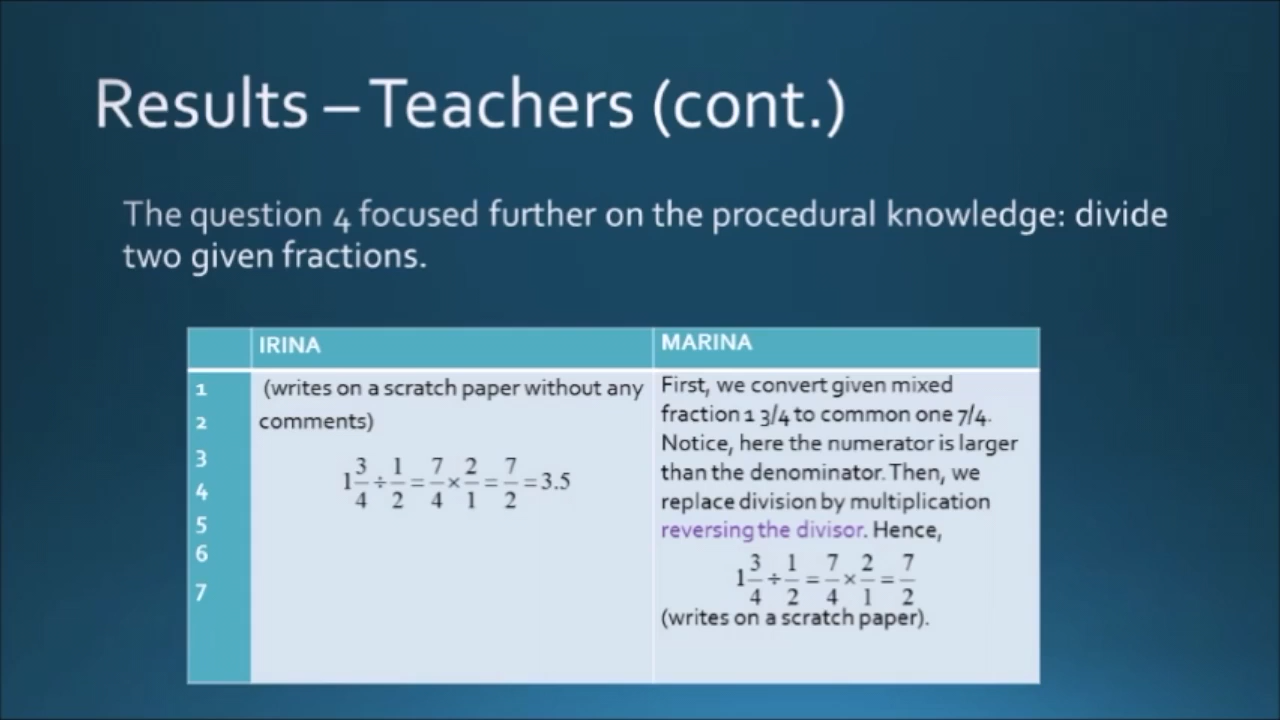 Results – Teachers (cont.)
The question 4 focused further on the procedural knowledge: divide
two given fractions.
IRINA
MARINA
1
2
3
4
5
6
7
(writes on a scratch paper without any
comments)
1 3/4 ÷ 1/2 = 7/4 × 2/1 = 7/2 = 3.5
First, we convert given mixed
fraction 1 3/4 to common one 7/4.
Notice, here the numerator is larger
than the denominator. Then, we
replace division by multiplication
reversing the divisor. Hence,
1 3/4 ÷ 1/2 = 7/4 × 2/1 = 7/2
(writes on a scratch paper).